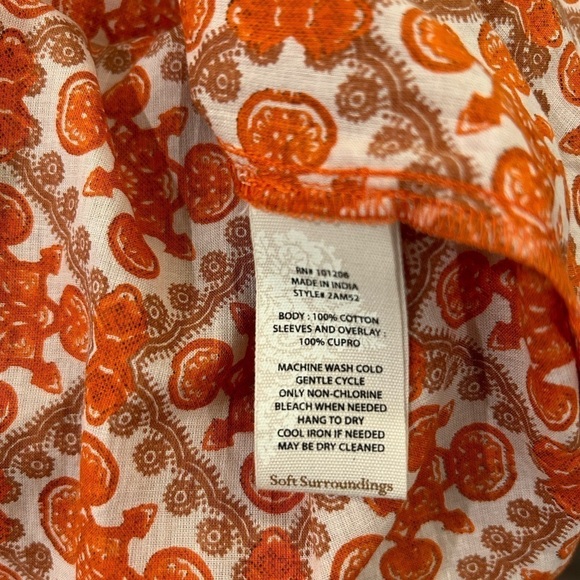 RN# 101206
MADE IN INDIA
STYLE# 2AM52
BODY : 100% COTTON
SLEEVES AND OVERLAY :
100% CUPRO
MACHINE WASH COLD
GENTLE CYCLE
ONLY NON-CHLORINE
BLEACH WHEN NEEDED
HANG TO DRY
COOL IRON IF NEEDED
MAY BE DRY CLEANED
Soft Surroundings